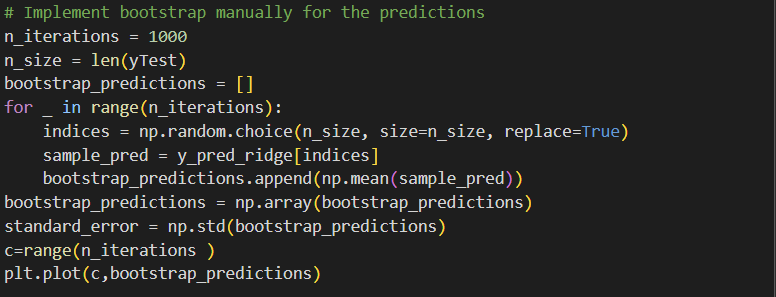 # Implement bootstrap manually for the predictions
n_iterations = 1000
n_size = len(yTest)
bootstrap_predictions = []
for _ in range(n_iterations):
    indices = np.random.choice(n_size, size=n_size, replace=True)
    sample_pred = y_pred_ridge[indices]
    bootstrap_predictions.append(np.mean(sample_pred))
bootstrap_predictions = np.array(bootstrap_predictions)
standard_error = np.std(bootstrap_predictions)
c=range(n_iterations )
plt.plot(c,bootstrap_predictions)